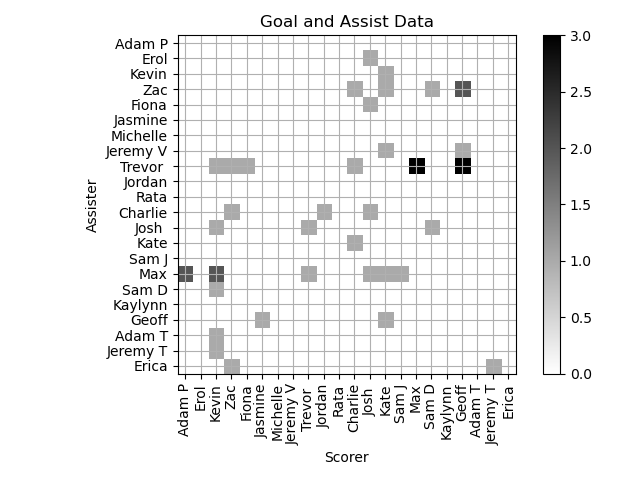 Goal and Assist Data
Assister
Adam P
Erol
Kevin
Zac
Fiona
Jasmine
Michelle
Jeremy V
Trevor
Jordan
Rata
Charlie
Josh
Kate
Sam J
Max
Sam D
Kaylynn
Geoff
Adam T
Jeremy T
Erica
Adam P
Erol
Kevin
Zac
Fiona
Jasmine
Michelle
Jeremy V
Trevor
Jordan
Rata
Charlie
Josh
Kate
Sam J
Max
Sam D
Kaylynn
Geoff
Adam T
Jeremy T
Erica
Scorer
3.0
2.5
2.0
1.5
1.0
0.5
0.0